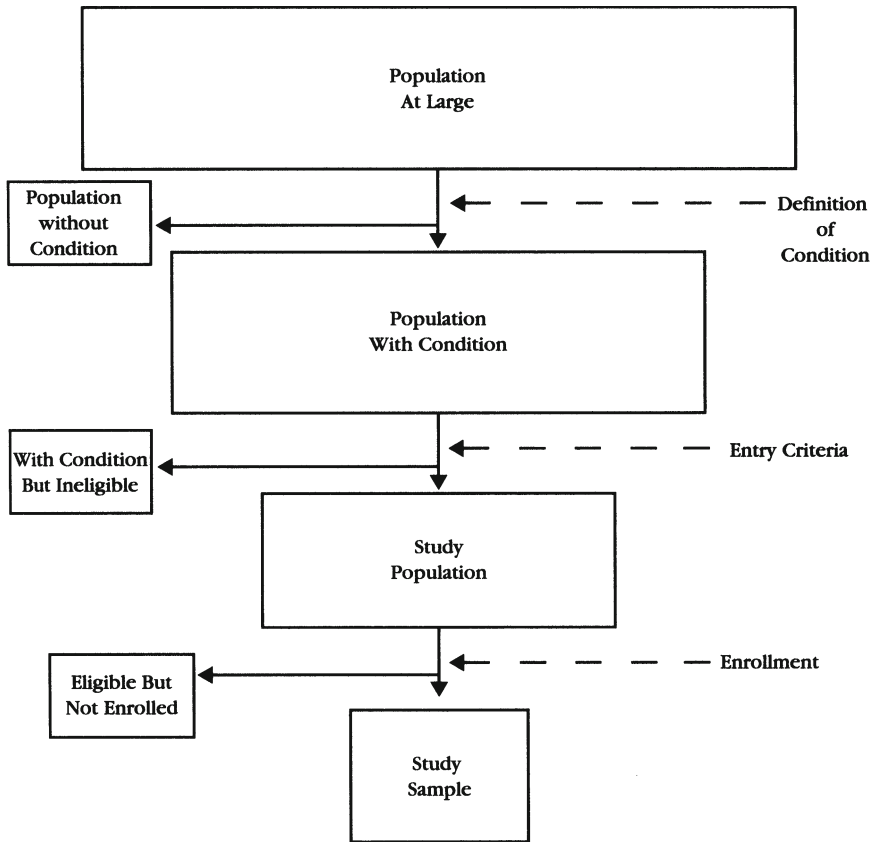 Population
At Large
Population
without
Condition
Definition
of
Condition
Population
With Condition
With Condition
But Ineligible
Entry Criteria
Study
Population
Eligible But
Not Enrolled
Enrollment
Study
Sample